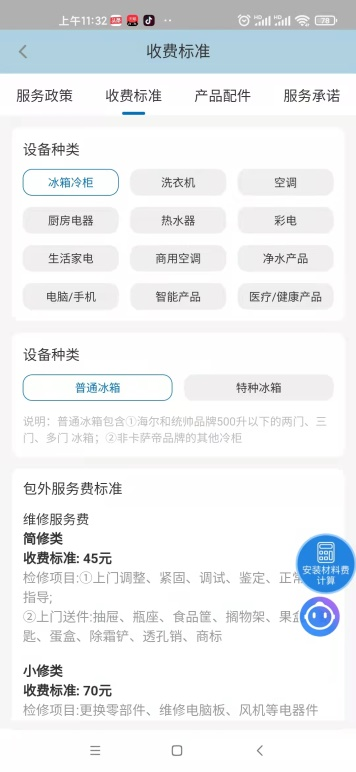 上午11:32
78
收费标准
服务政策 收费标准 产品配件 服务承诺
设备种类
冰箱冷柜 洗衣机 空调
厨房电器 热水器 彩电
生活家电 商用空调 净水产品
电脑/手机 智能产品 医疗/健康产品
设备种类
普通冰箱 特种冰箱
说明：普通冰箱包含①海尔和统帅品牌500升以下的两门、三
门、多门 冰箱；②非卡萨帝品牌的其他冷柜
包外服务费标准
维修服务费
简修类
收费标准: 45元
检修项目:①上门调整、紧固、调试、鉴定、正常
指导;
②上门送件:抽屉、瓶座、食品筐、搁物架、果盒
匙、蛋盒、除霜铲、透孔销、商标
安装材料费
计算
小修类
收费标准: 70元
检修项目:更换零部件、维修电脑板、风机等电器件